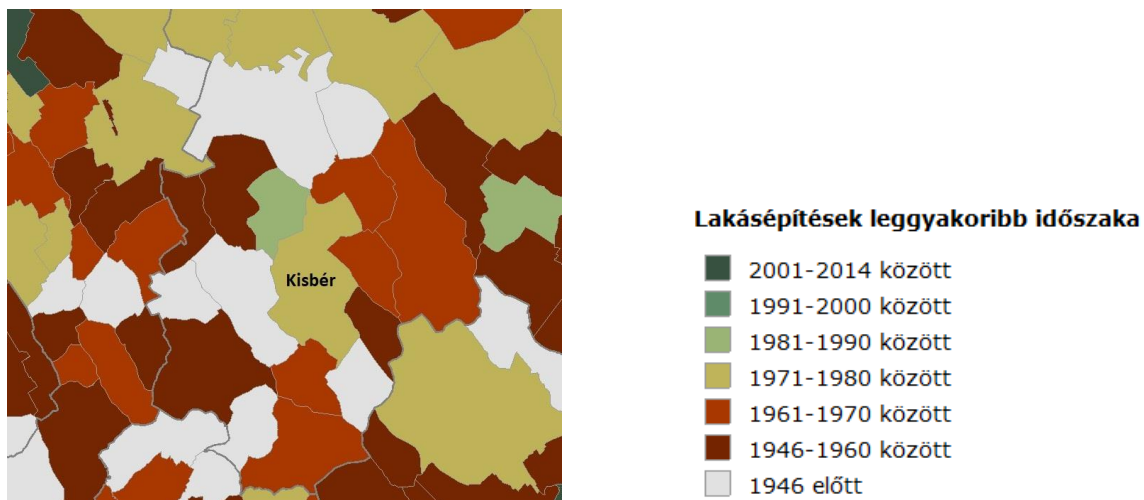 Kisbér
Lakásépítések leggyakoribb időszaka
2001-2014 között
1991-2000 között
1981-1990 között
1971-1980 között
1961-1970 között
1946-1960 között
1946 előtt